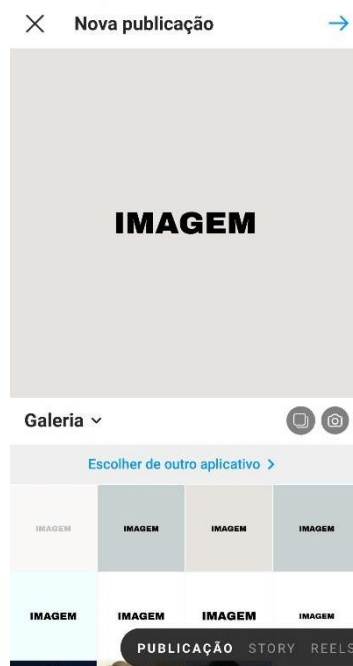 Nova publicação
IMAGEM
Galeria
Escolher de outro aplicativo
IMAGEM IMAGEM IMAGEM IMAGEM
IMAGEM IMAGEM IMAGEM IMAGEM
PUBLICAÇÃO STORY REELS